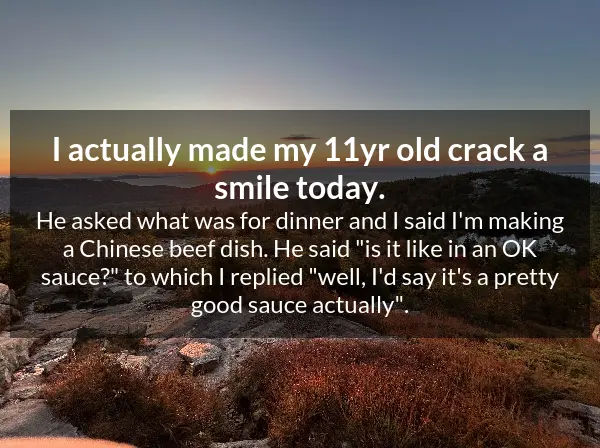 I actually made my 11yr old crack a
smile today.
He asked what was for dinner and I said I'm making
a Chinese beef dish. He said "is it like in an OK
sauce?" to which I replied "well, I'd say it's a pretty
good sauce actually".